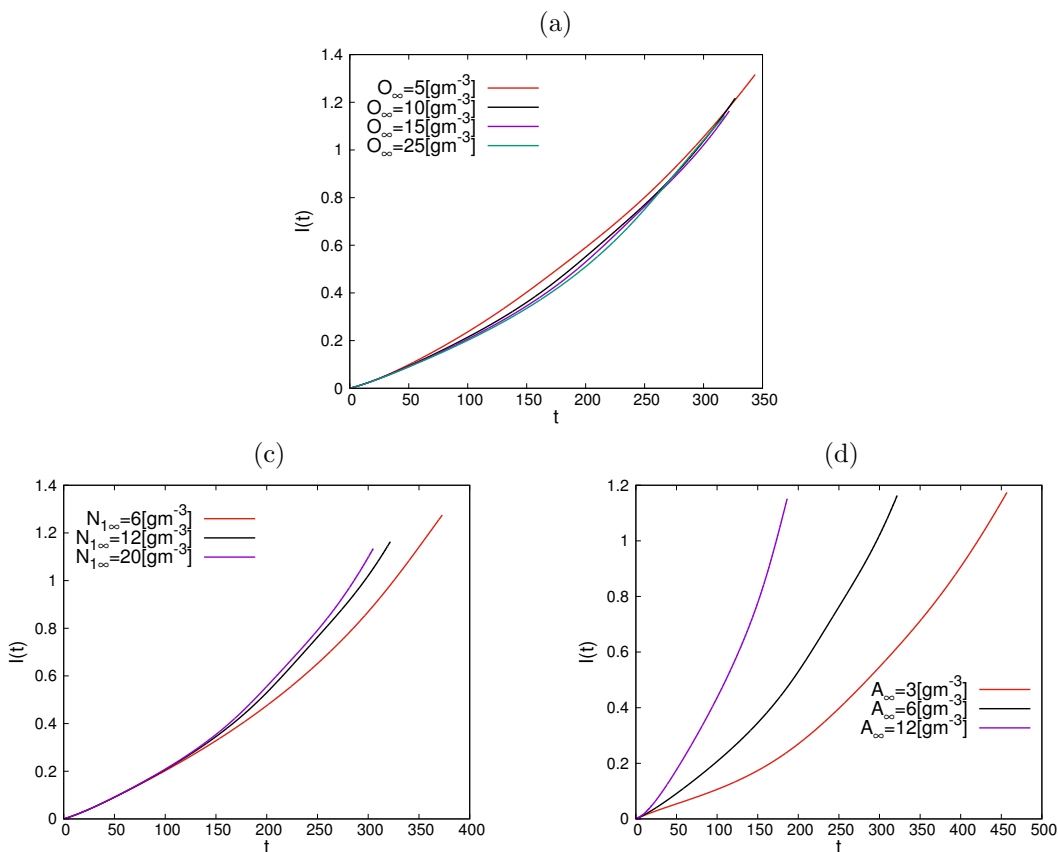 (a)
1.4
1.2
1
0.8
0.6
0.4
0.2
0
O∞=5[gm-3]
O∞=10[gm-3]
O∞=15[gm-3]
O∞=25[gm-3]
I(t)
0 50 100 150 200 250 300 350
t
(c)
1.4
1.2
1
0.8
0.6
0.4
0.2
0
N1∞=6[gm-3]
N1∞=12[gm-3]
N1∞=20[gm-3]
I(t)
0 50 100 150 200 250 300 350 400
t
(d)
1.2
1
0.8
0.6
0.4
0.2
0
I(t)
A∞=3[gm-3]
A∞=6[gm-3]
A∞=12[gm-3]
0 50 100 150 200 250 300 350 400 450 500
t